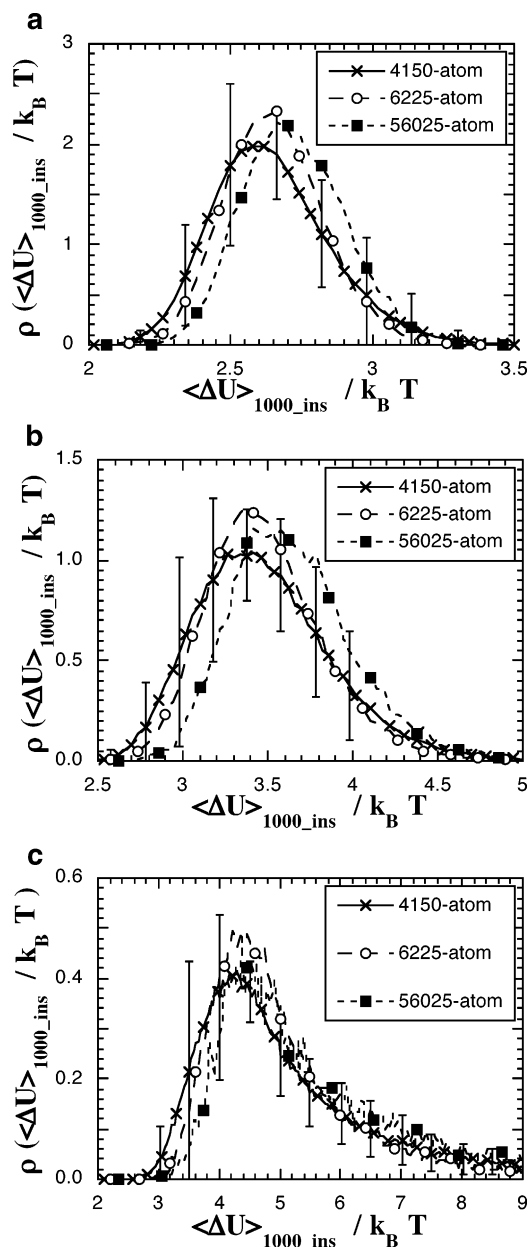 a
3
2
1
0
ρ (<ΔU>1000_ins / kB T)
4150-atom
6225-atom
56025-atom
2 2.5 3 3.5
<ΔU>1000_ins / kB T
b
1.5
1.0
0.5
0.0
ρ (<ΔU>1000_ins / kB T)
4150-atom
6225-atom
56025-atom
2.5 3 3.5 4 4.5 5
<ΔU>1000_ins / kB T
c
0.6
0.4
0.2
0.0
ρ (<ΔU>1000_ins / kB T)
4150-atom
6225-atom
56025-atom
2 3 4 5 6 7 8 9
<ΔU>1000_ins / kB T